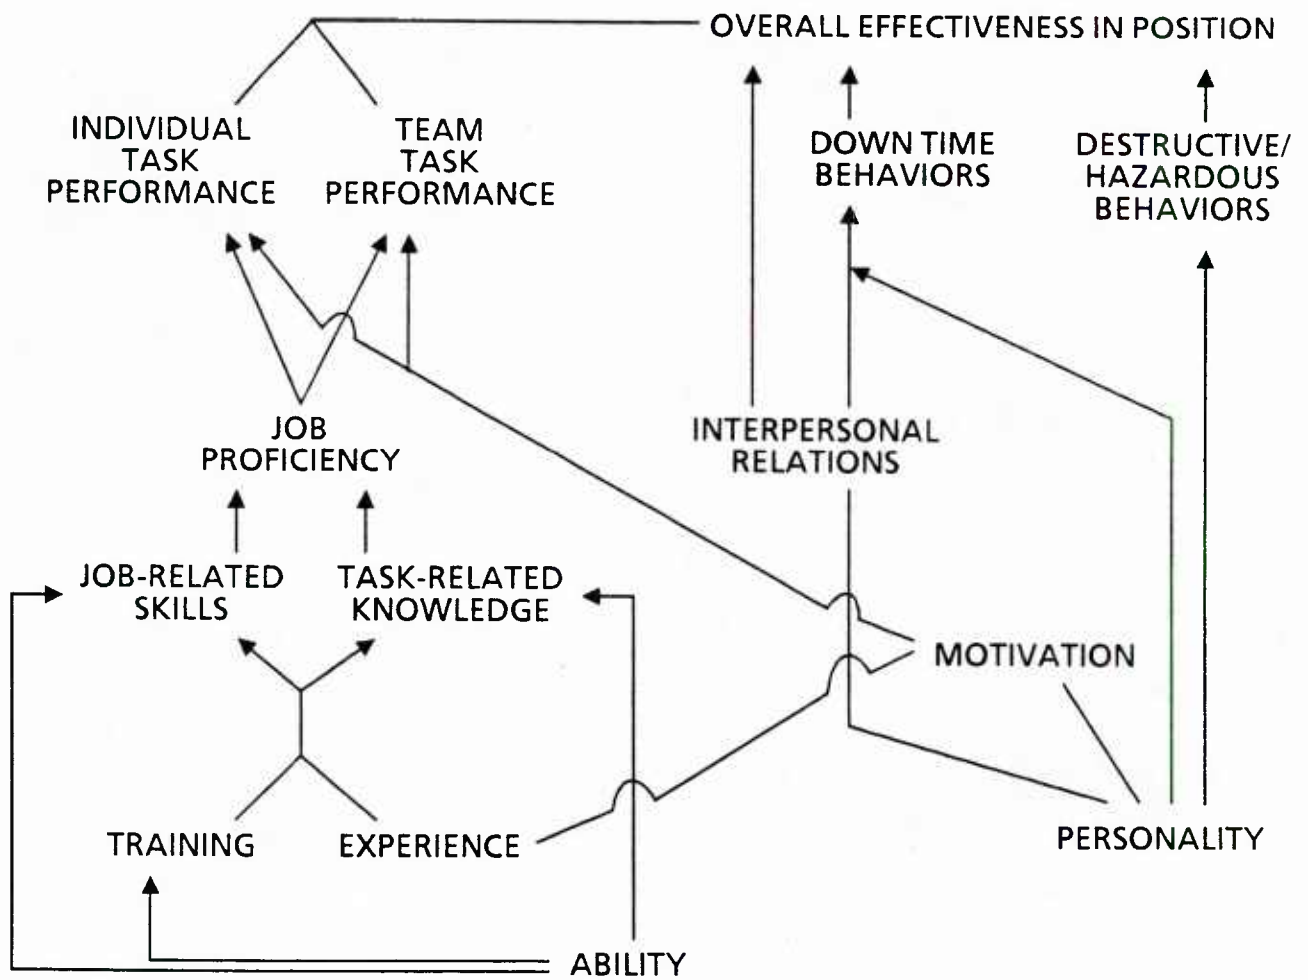 OVERALL EFFECTIVENESS IN POSITION
INDIVIDUAL
TASK
PERFORMANCE
TEAM
TASK
PERFORMANCE
DOWN TIME
BEHAVIORS
DESTRUCTIVE/
HAZARDOUS
BEHAVIORS
JOB
PROFICIENCY
INTERPERSONAL
RELATIONS
JOB-RELATED
SKILLS
TASK-RELATED
KNOWLEDGE
MOTIVATION
TRAINING
EXPERIENCE
PERSONALITY
ABILITY